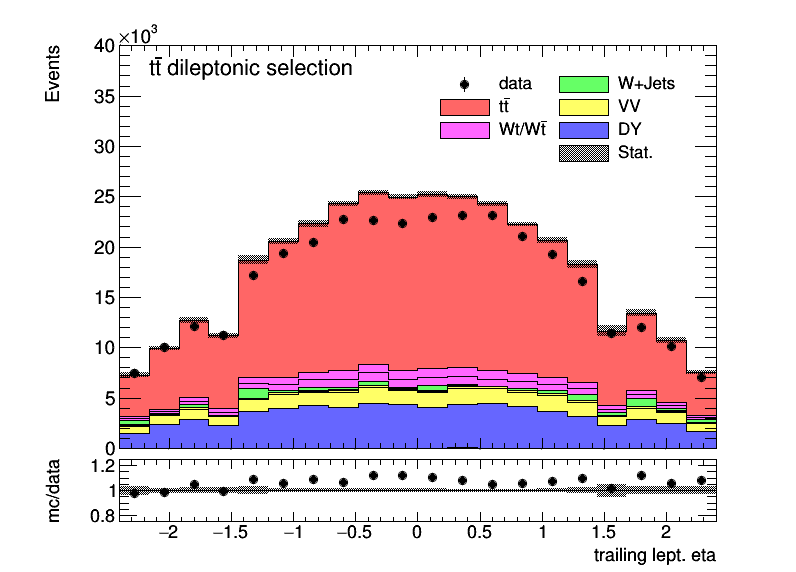 40 ×10³
Events
tt̄ dileptonic selection
data
tt̄
Wt/Wt̄
W+Jets
VV
DY
Stat.
35
30
25
20
15
10
5
0
mc/data
1.2
1
0.8
−2 −1.5 −1 −0.5 0 0.5 1 1.5 2
trailing lept. eta